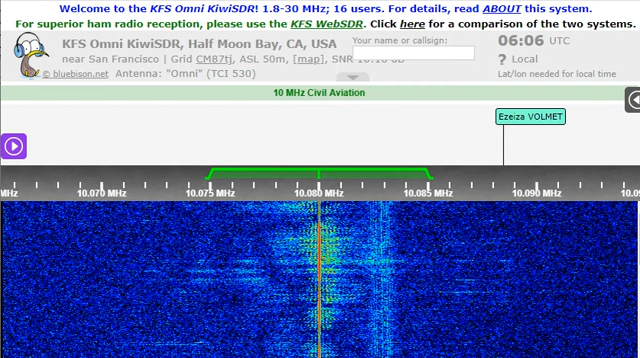 Welcome to the KFS Omni KiwiSDR! 1.8-30 MHz; 16 users. For details, read ABOUT this system.
For superior ham radio reception, please use the KFS WebSDR. Click here for a comparison of the two systems.
KFS Omni KiwiSDR, Half Moon Bay, CA, USA
near San Francisco | Grid CM87tj, ASL 50m, [map], SNR
© bluebison.net Antenna: "Omni" (TCI 530)
Your name or callsign:
06:06 UTC
? Local
Lat/lon needed for local time
10 MHz Civil Aviation
Ezeiza VOLMET
MHz 10.070 MHz 10.075 MHz 10.080 MHz 10.085 MHz 10.090 MHz 10.09